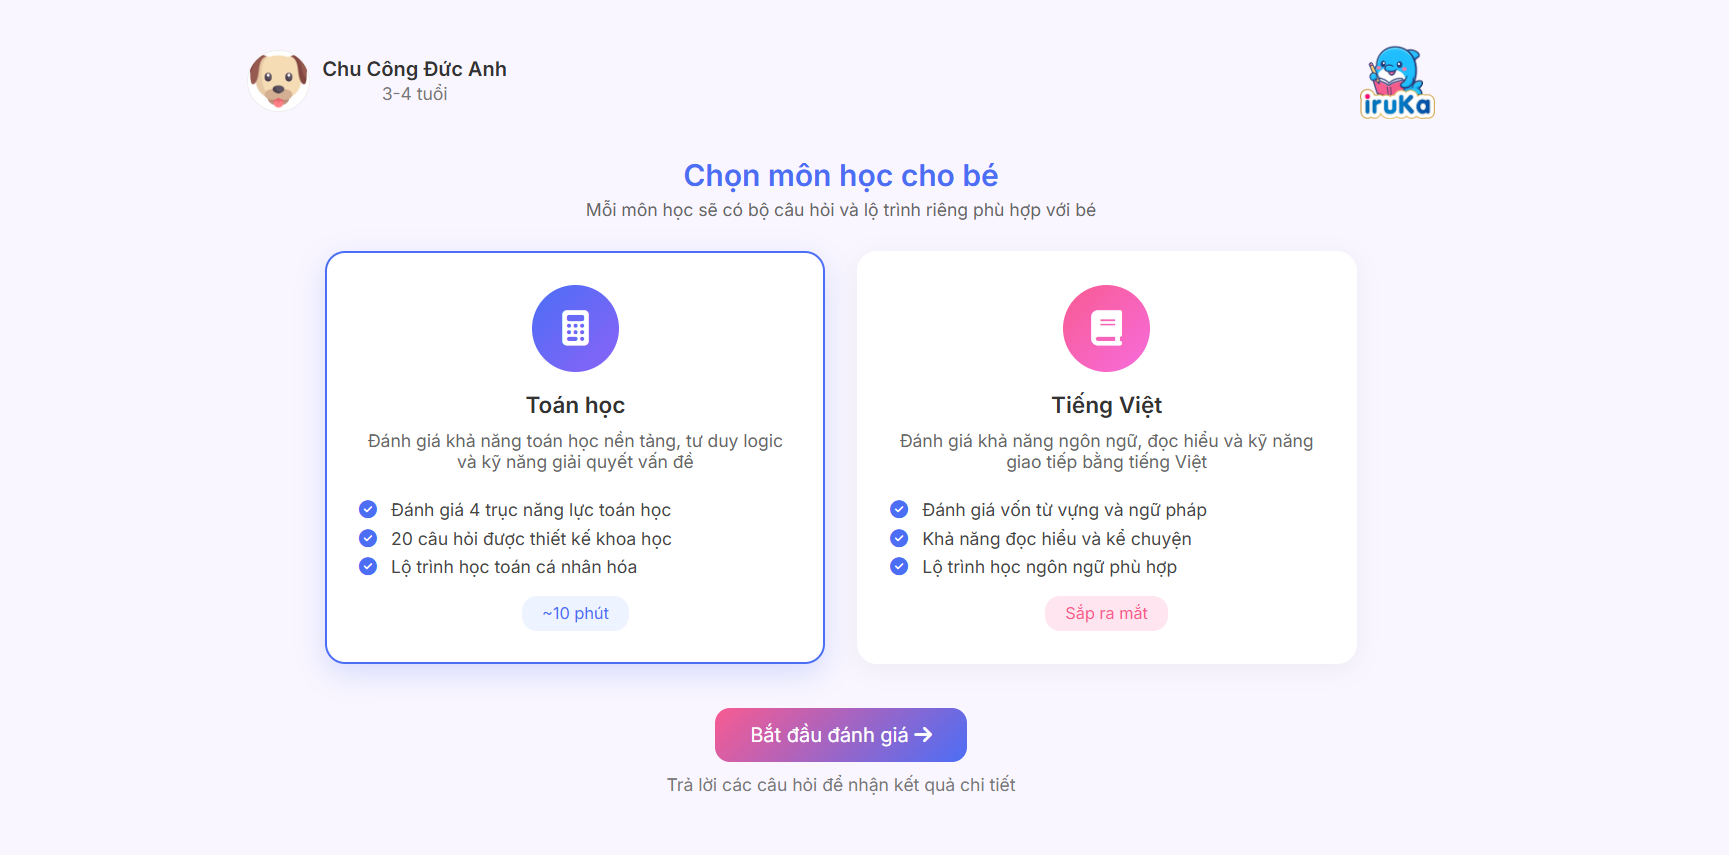 Chu Công Đức Anh
3-4 tuổi
iruKa
Chọn môn học cho bé
Mỗi môn học sẽ có bộ câu hỏi và lộ trình riêng phù hợp với bé
Toán học
Đánh giá khả năng toán học nền tảng, tư duy logic
và kỹ năng giải quyết vấn đề
Đánh giá 4 trục năng lực toán học
20 câu hỏi được thiết kế khoa học
Lộ trình học toán cá nhân hóa
~10 phút
Tiếng Việt
Đánh giá khả năng ngôn ngữ, đọc hiểu và kỹ năng
giao tiếp bằng tiếng Việt
Đánh giá vốn từ vựng và ngữ pháp
Khả năng đọc hiểu và kể chuyện
Lộ trình học ngôn ngữ phù hợp
Sắp ra mắt
Bắt đầu đánh giá →
Trả lời các câu hỏi để nhận kết quả chi tiết